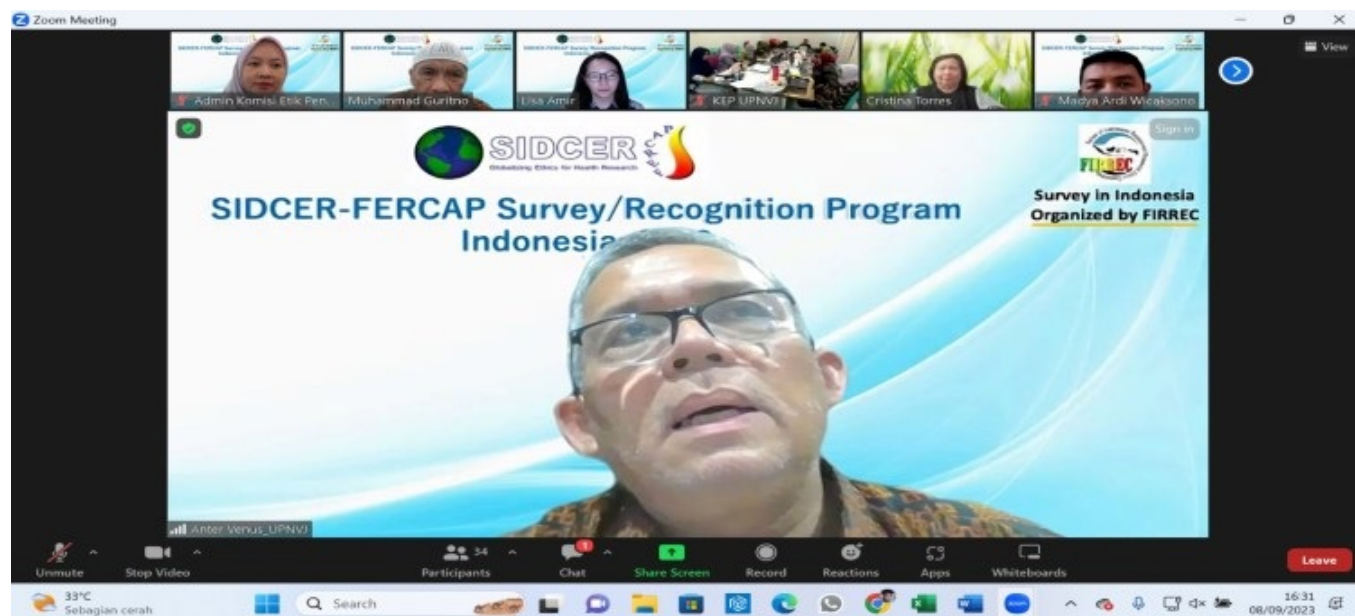 Zoom Meeting
View
Admin Komisi Etik Pen...
Muhammad Guritno
Lisa Amir
KEP UPNVJ
Cristina Torres
Madya Ardi Wicaksono
Sign in
SIDCER
Globalizing Ethics for Health Research
FERCAP
FIRREC
Survey in Indonesia
Organized by FIRREC
SIDCER-FERCAP Survey/Recognition Program
Indonesia
Anter Venus_UPNVJ
Unmute
Stop Video
34
Participants
1
Chat
Share Screen
Record
Reactions
Apps
Whiteboards
Leave
33°C
Sebagian cerah
Search
16:31
08/09/2023